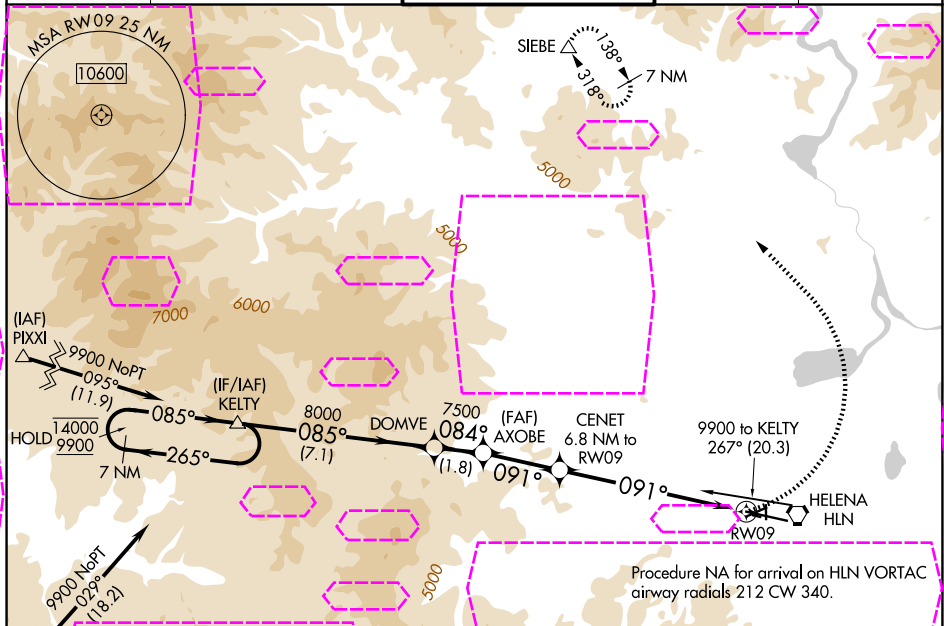 MSA RW09 25 NM
10600
SIEBE
138°
318°
7 NM
5000
5000
6000
7000
(IAF)
PIXXI
9900 NoPT
095°
(11.9)
HOLD
14000
9900
7 NM
085°
265°
(IF/IAF)
KELTY
8000
085°
(7.1)
DOMVE
7500
084°
(1.8)
(FAF)
AXOBE
091°
CENET
6.8 NM to
RW09
091°
9900 to KELTY
267° (20.3)
HELENA
HLN
RW09
9900 NoPT
029°
(18.2)
5000
Procedure NA for arrival on HLN VORTAC
airway radials 212 CW 340.